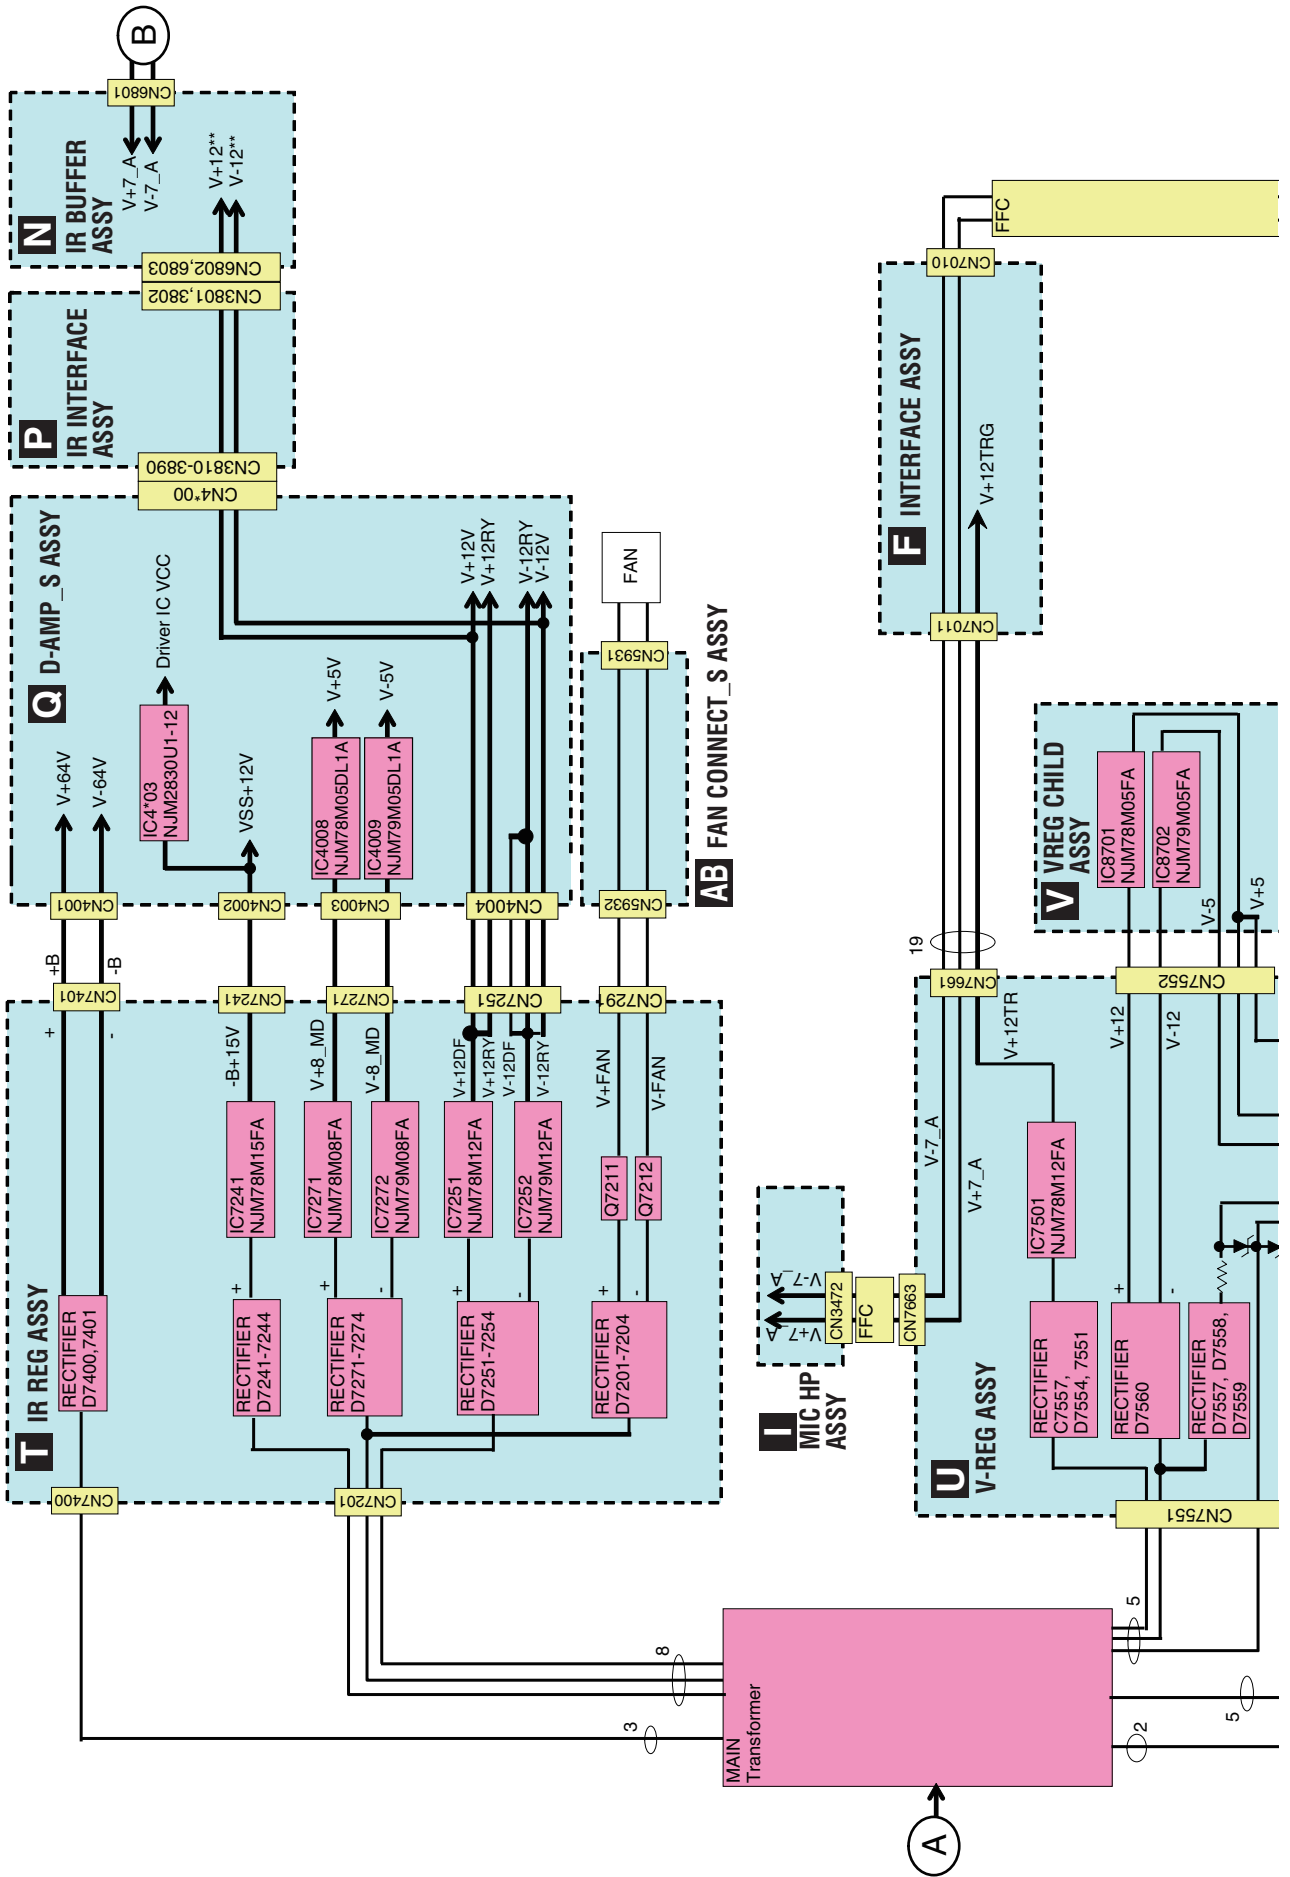 B
CN6801
V+7_A
V-7_A
V+12**
V-12**
N IR BUFFER
ASSY
CN6802,6803
CN3801,3802
P IR INTERFACE
ASSY
CN3810-3890
CN4*00
Q D-AMP_S ASSY
V+64V
V-64V
IC4*03
NJM2830U1-12
Driver IC VCC
VSS+12V
IC4008
NJM78M05DL1A
V+5V
IC4009
NJM79M05DL1A
V-5V
V+12V
V+12RY
V-12RY
V-12V
CN4001
CN4002
CN4003
CN4004
FAN
CN5931
CN5932
AB FAN CONNECT_S ASSY
+B
-B
CN7401
CN7241
CN7271
CN7251
CN7291
T IR REG ASSY
+
-
RECTIFIER
D7400,7401
-B+15V
IC7241
NJM78M15FA
+
RECTIFIER
D7241-7244
V+8_MD
IC7271
NJM78M08FA
V-8_MD
IC7272
NJM79M08FA
+
-
RECTIFIER
D7271-7274
V+12DF
V+12RY
V-12DF
V-12RY
IC7251
NJM78M12FA
IC7252
NJM79M12FA
+
-
RECTIFIER
D7251-7254
V+FAN
V-FAN
Q7211
Q7212
+
-
RECTIFIER
D7201-7204
CN7400
CN7201
3
8
MAIN
Transformer
A
2
5
5
I
MIC HP
ASSY
V-7_A
V+7_A
CN3472
FFC
CN7663
F INTERFACE ASSY
CN7010
FFC
V+12TRG
CN7011
19
CN7661
V+12TR
V-7_A
V+7_A
IC7501
NJM78M12FA
U
V-REG ASSY
RECTIFIER
C7557,
D7554, 7551
RECTIFIER
D7560
+
-
RECTIFIER
D7557, D7558,
D7559
CN7551
V+12
V-12
CN7552
V VREG CHILD
ASSY
IC8701
NJM78M05FA
IC8702
NJM79M05FA
V-5
V+5